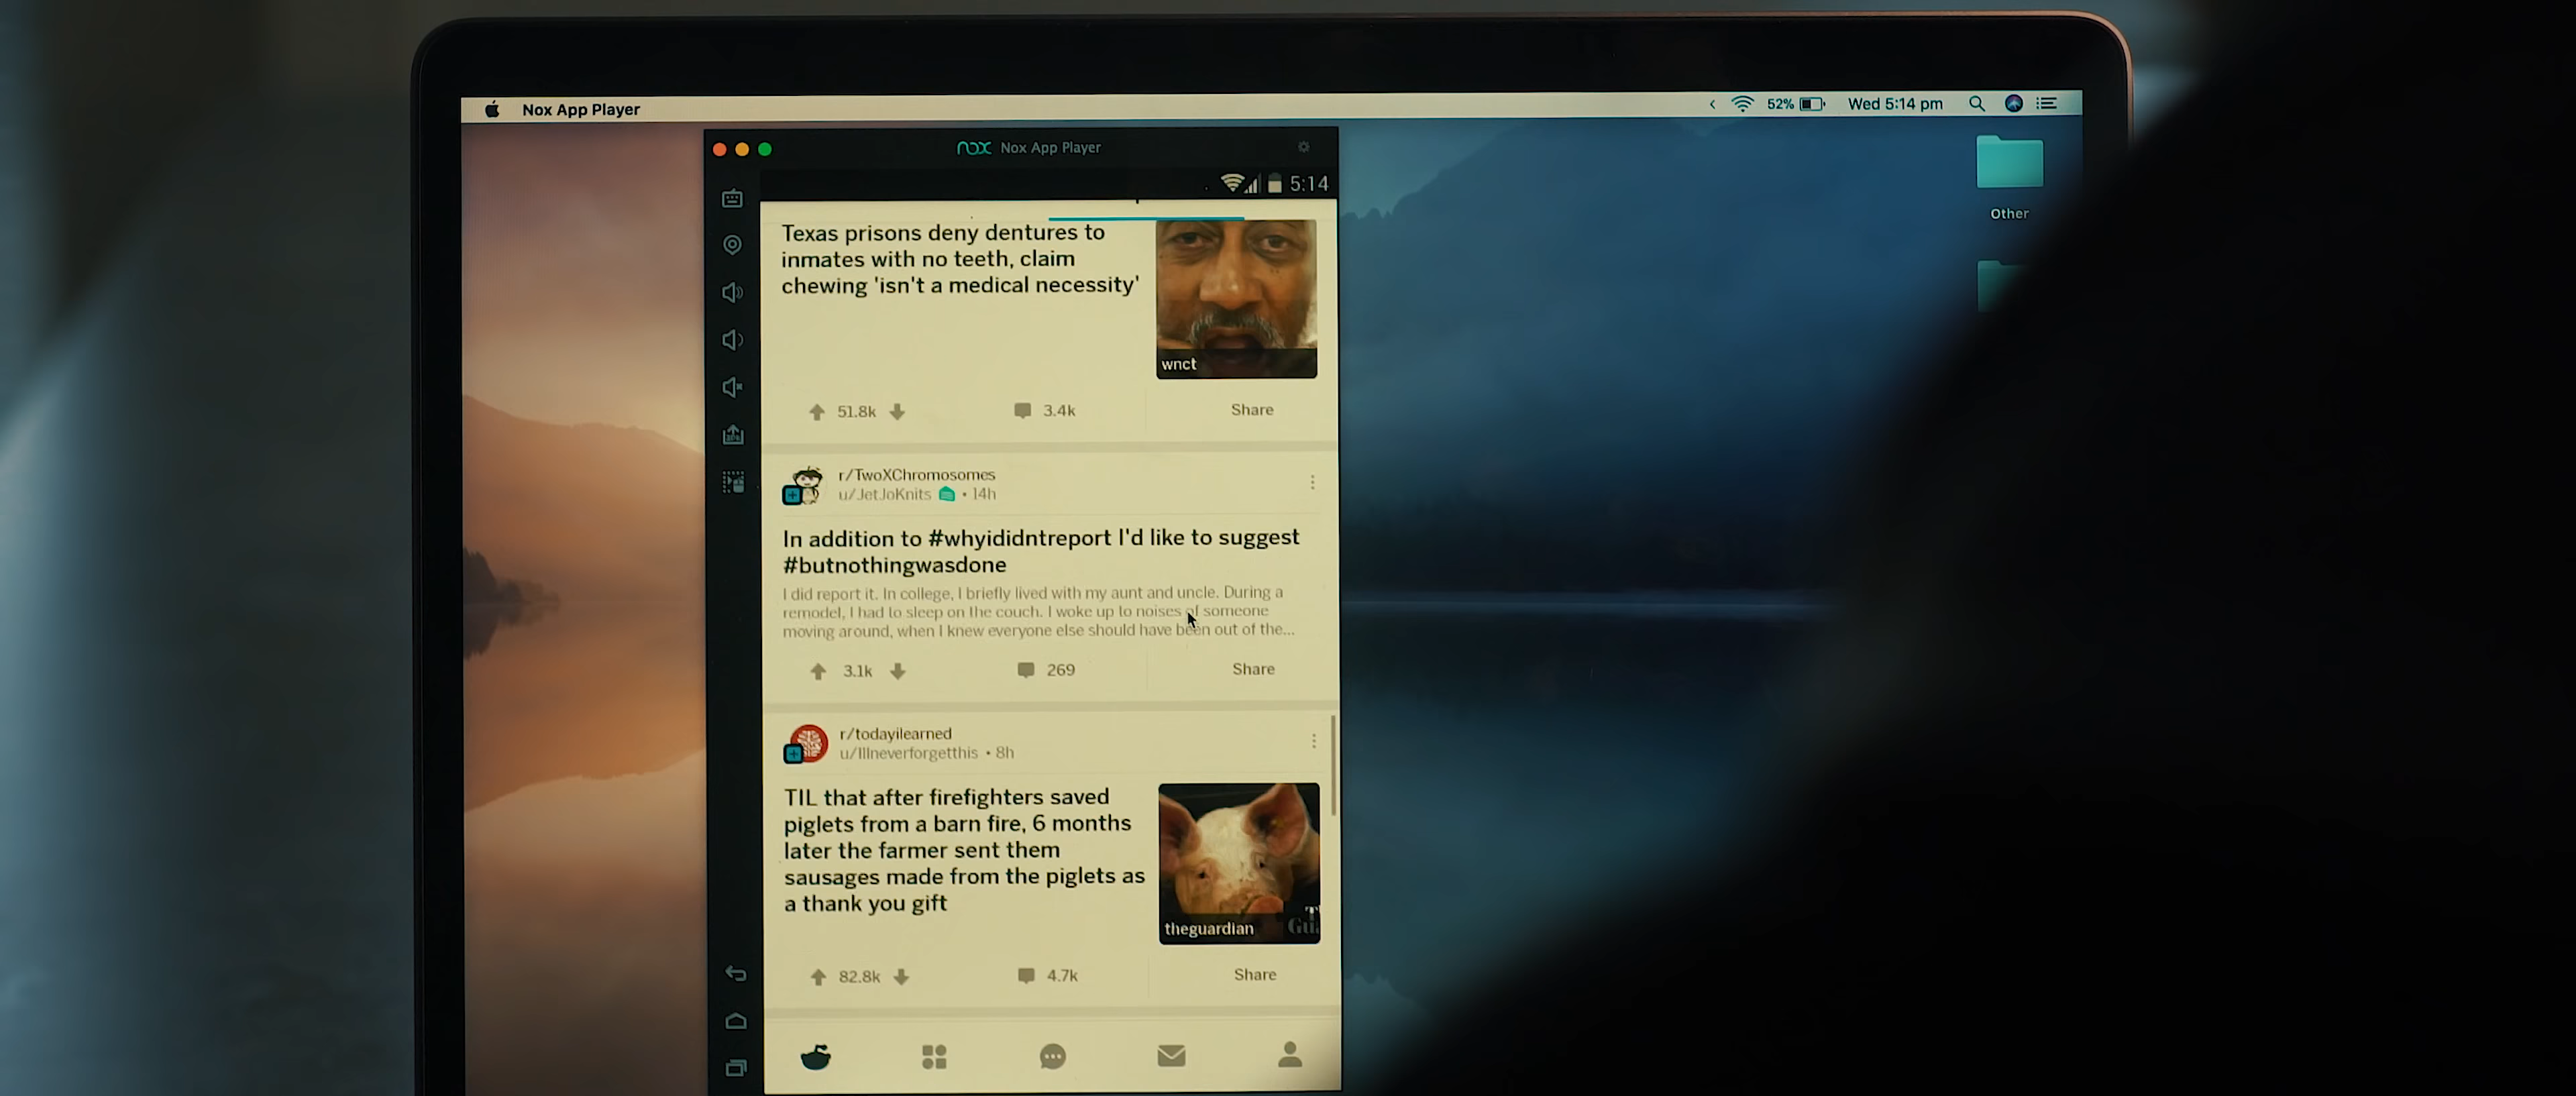 Nox App Player
52%
Wed 5:14 pm
nox Nox App Player
5:14
Other
Texas prisons deny dentures to
inmates with no teeth, claim
chewing 'isn't a medical necessity'
wnct
51.8k
3.4k
Share
r/TwoXChromosomes
u/JetJoKnits • 14h
In addition to #whyididntreport I'd like to suggest
#butnothingwasdone
I did report it. In college, I briefly lived with my aunt and uncle. During a
remodel, I had to sleep on the couch. I woke up to noises of someone
moving around, when I knew everyone else should have been out of the...
3.1k
269
Share
r/todayilearned
u/Illneverforgetthis • 8h
TIL that after firefighters saved
piglets from a barn fire, 6 months
later the farmer sent them
sausages made from the piglets as
a thank you gift
theguardian
82.8k
4.7k
Share